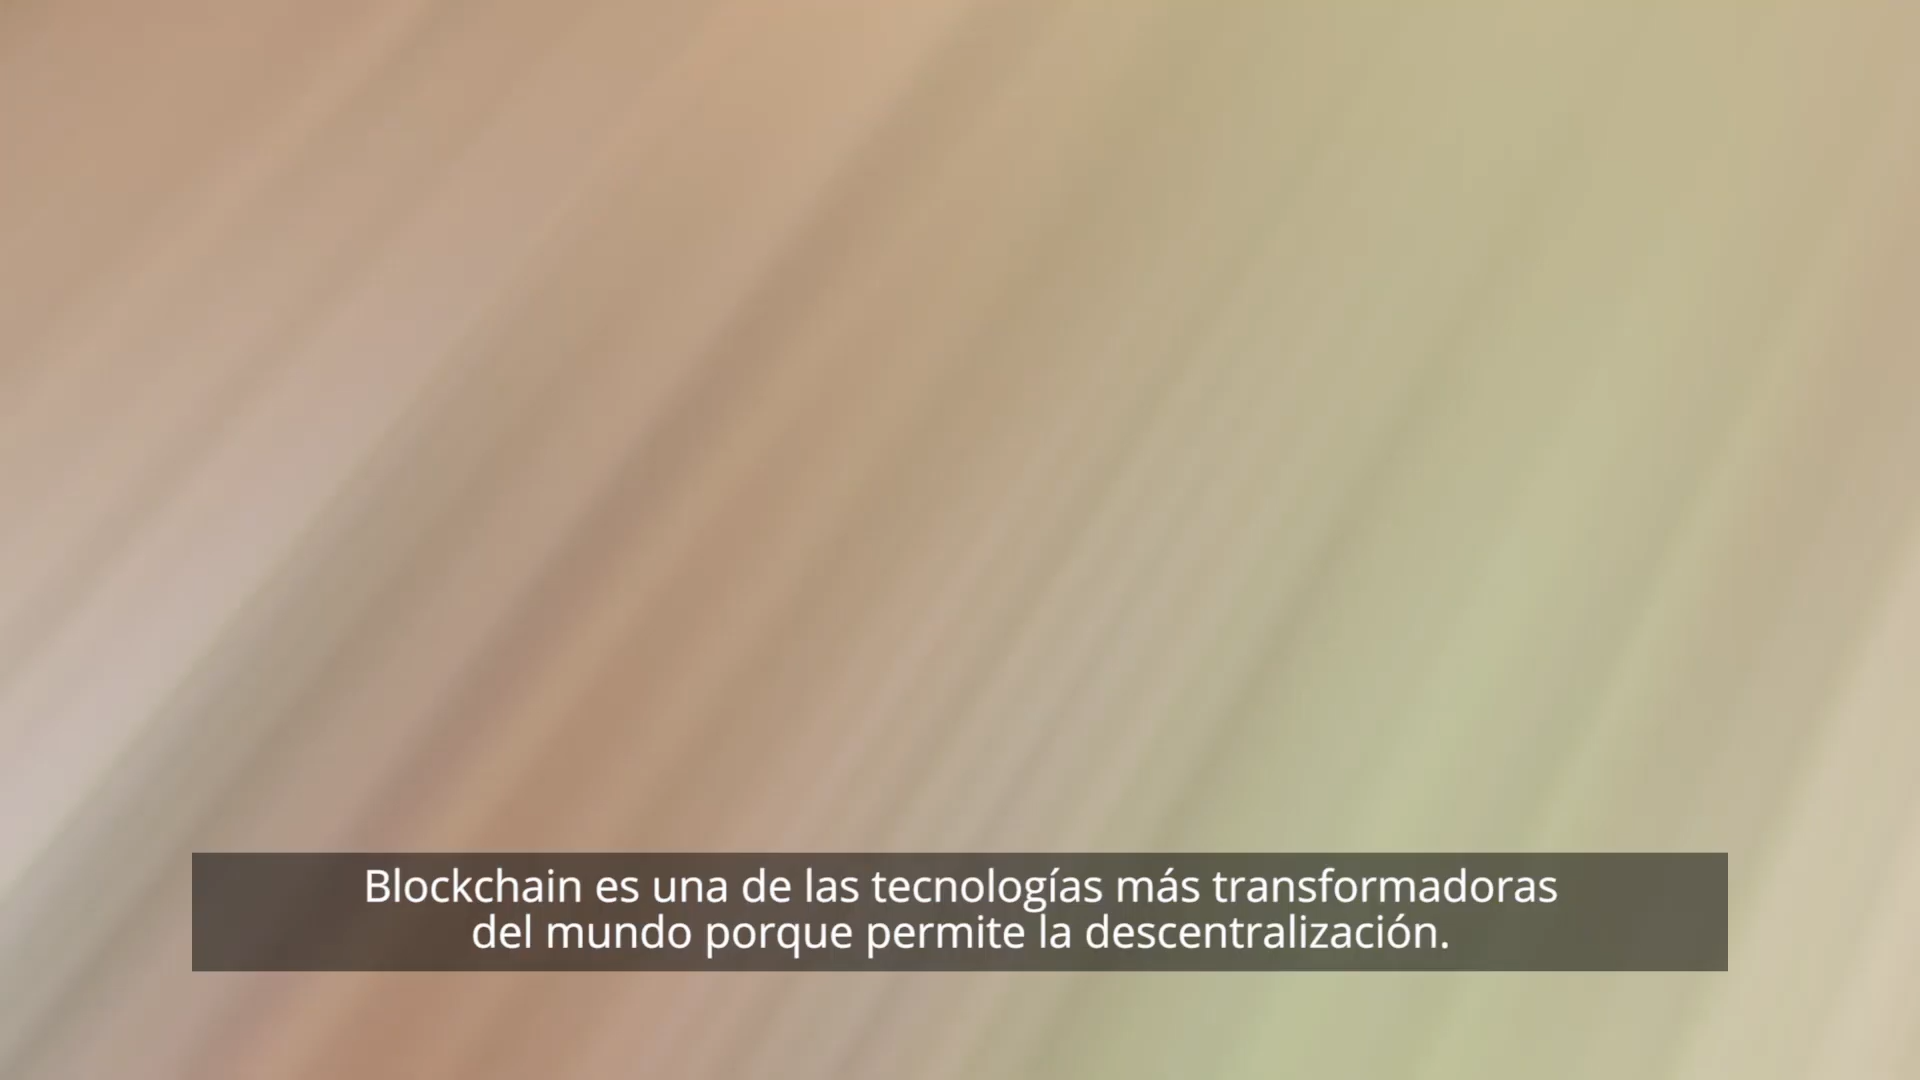 Blockchain es una de las tecnologías más transformadoras
del mundo porque permite la descentralización.